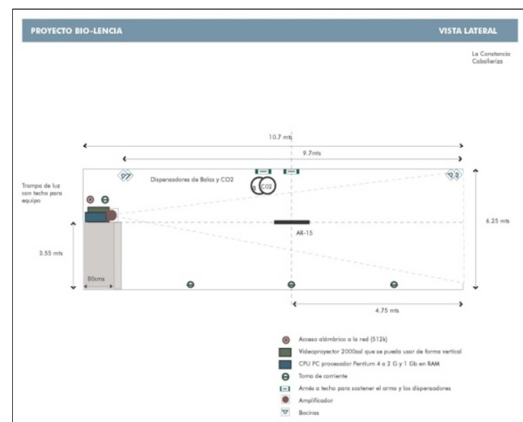 PROYECTO BIO-LENCIA
VISTA LATERAL
La Constancia
Caballeriza
10.7 mts
9.7mts
Trampa de luz
con techo para
equipo
Dispensadores de Balas y CO2
CO2
6.25 mts
3.55 mts
AR-15
80cms
4.75 mts
Acceso alámbrico a la red (512k)
Videoproyector 2000asl que se pueda usar de forma vertical
CPU PC procesador Pentium 4 a 2 G y 1 Gb en RAM
Toma de corriente
Arnés a techo para sostener el arma y los dispensadores
Amplificador
Bocinas